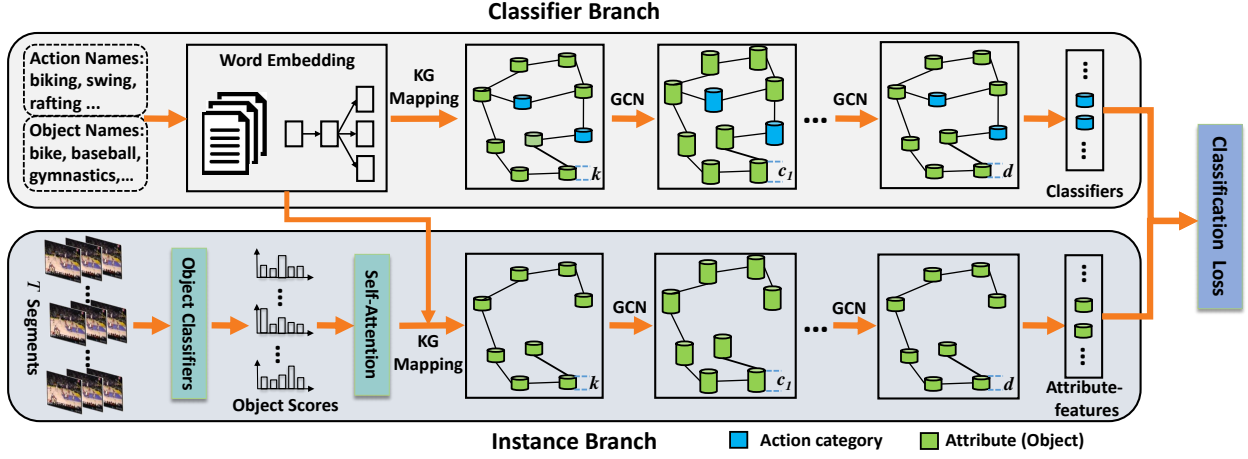 Classifier Branch
Action Names:
biking, swing,
rafting ...
Object Names:
bike, baseball,
gymnastics,...
Word Embedding
KG
Mapping
k
GCN
c1
...
GCN
d
Classifiers
Classification Loss
T Segments
Object Classifiers
Object Scores
Self-Attention
KG
Mapping
k
GCN
c1
...
GCN
d
Attribute-
features
Instance Branch
Action category
Attribute (Object)